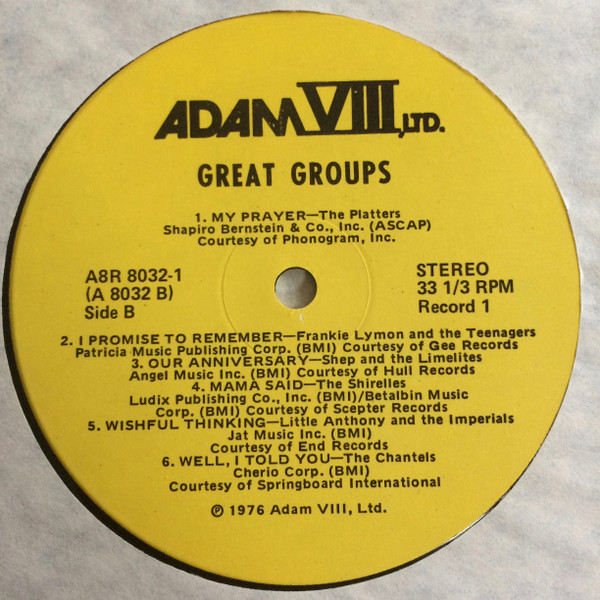 ADAM VIII, LTD.
GREAT GROUPS
1. MY PRAYER—The Platters
Shapiro Bernstein & Co., Inc. (ASCAP)
Courtesy of Phonogram, Inc.
A8R 8032-1
(A 8032 B)
Side B
STEREO
33 1/3 RPM
Record 1
2. I PROMISE TO REMEMBER—Frankie Lymon and the Teenagers
Patricia Music Publishing Corp. (BMI) Courtesy of Gee Records
3. OUR ANNIVERSARY—Shep and the Limelites
Angel Music Inc. (BMI) Courtesy of Hull Records
4. MAMA SAID—The Shirelles
Ludix Publishing Co., Inc. (BMI)/Betalbin Music
Corp. (BMI) Courtesy of Scepter Records
5. WISHFUL THINKING—Little Anthony and the Imperials
Jat Music Inc. (BMI)
Courtesy of End Records
6. WELL, I TOLD YOU—The Chantels
Cherio Corp. (BMI)
Courtesy of Springboard International
℗ 1976 Adam VIII, Ltd.